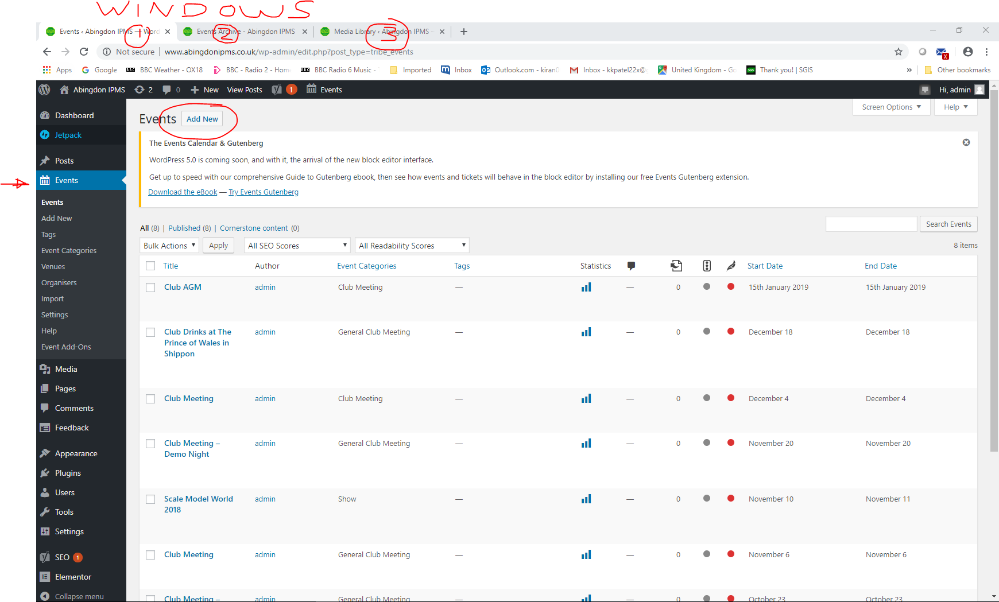 WINDOWS
Events ‹ Abingdon IPMS — Word
1
Events Archive - Abingdon IPMS
2
Media Library ‹ Abingdon IPMS –
3
Not secure | www.abingdonipms.co.uk/wp-admin/edit.php?post_type=tribe_events
Apps Google BBC Weather - OX18 BBC - Radio 2 - Home BBC Radio 6 Music - Imported Inbox Outlook.com - kiran0 Inbox - kkpatel22x@ United Kingdom - Go Thank you! | SGIS » Other bookmarks
Abingdon IPMS 2 0 + New View Posts 1 Events Hi, admin
Screen Options Help
Dashboard
Jetpack
Posts
Events
Events
Add New
Tags
Event Categories
Venues
Organisers
Import
Settings
Help
Event Add-Ons
Media
Pages
Comments
Feedback
Appearance
Plugins
Users
Tools
Settings
SEO 1
Elementor
Collapse menu
Events Add New
The Events Calendar & Gutenberg
WordPress 5.0 is coming soon, and with it, the arrival of the new block editor interface.
Get up to speed with our comprehensive Guide to Gutenberg ebook, then see how events and tickets will behave in the block editor by installing our free Events Gutenberg extension.
Download the eBook — Try Events Gutenberg
All (8) | Published (8) | Cornerstone content (0)
Search Events
Bulk Actions Apply All SEO Scores All Readability Scores 8 items
Title Author Event Categories Tags Statistics Start Date End Date
Club AGM admin Club Meeting — — 0 15th January 2019 15th January 2019
Club Drinks at The admin General Club Meeting — — 0 December 18 December 18
Prince of Wales in
Shippon
Club Meeting admin Club Meeting — — 0 December 4 December 4
Club Meeting – admin General Club Meeting — — 0 November 20 November 20
Demo Night
Scale Model World admin Show — — 0 November 10 November 11
2018
Club Meeting admin General Club Meeting — — 0 November 6 November 6
Club Meeting – admin General Club Meeting — — 0 October 23 October 23